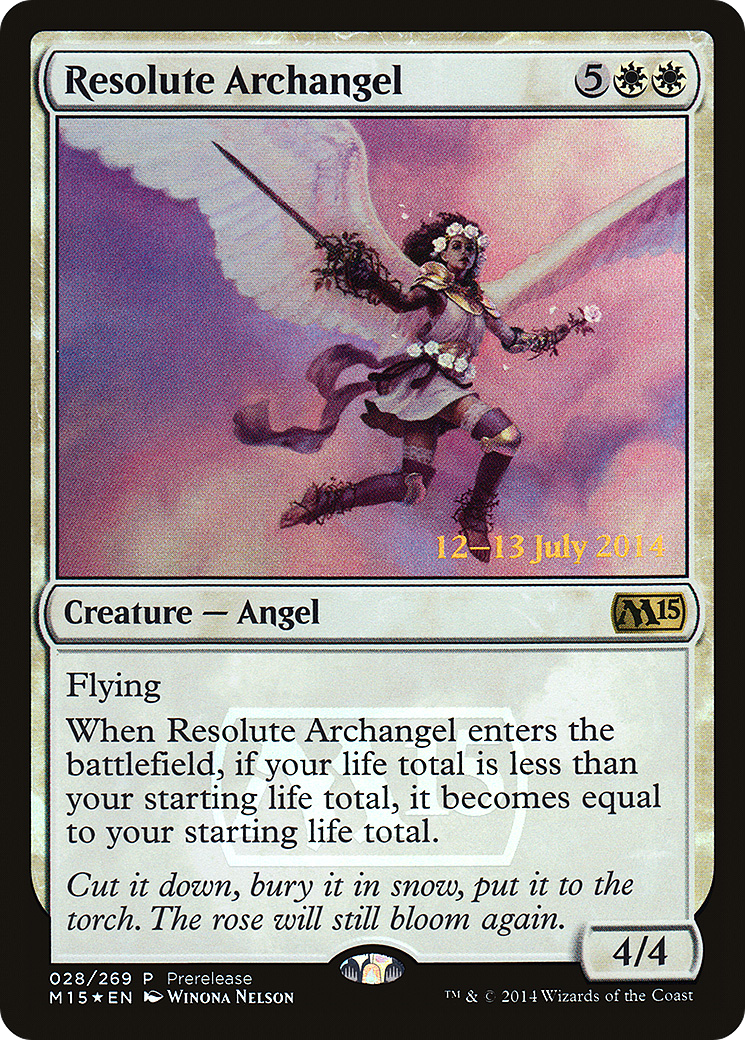 Resolute Archangel 5
12–13 July 2014
Creature — Angel M15
Flying
When Resolute Archangel enters the
battlefield, if your life total is less than
your starting life total, it becomes equal
to your starting life total.
Cut it down, bury it in snow, put it to the
torch. The rose will still bloom again.
4/4
028/269 P Prerelease
M15★EN Winona Nelson
™ & © 2014 Wizards of the Coast